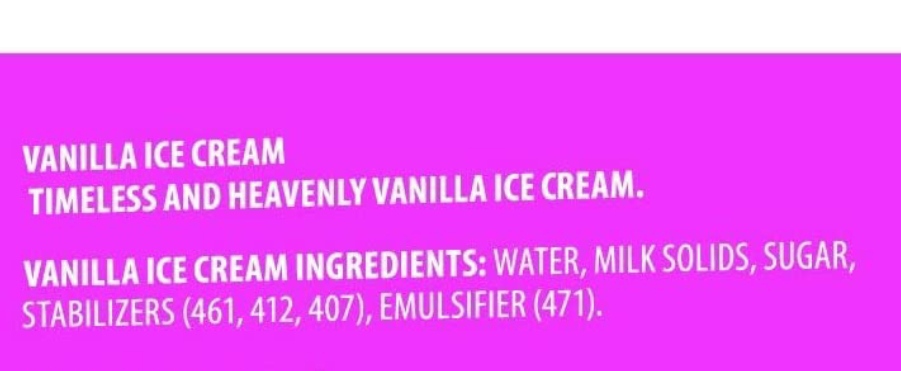 VANILLA ICE CREAM
TIMELESS AND HEAVENLY VANILLA ICE CREAM.
VANILLA ICE CREAM INGREDIENTS: WATER, MILK SOLIDS, SUGAR,
STABILIZERS (461, 412, 407), EMULSIFIER (471).